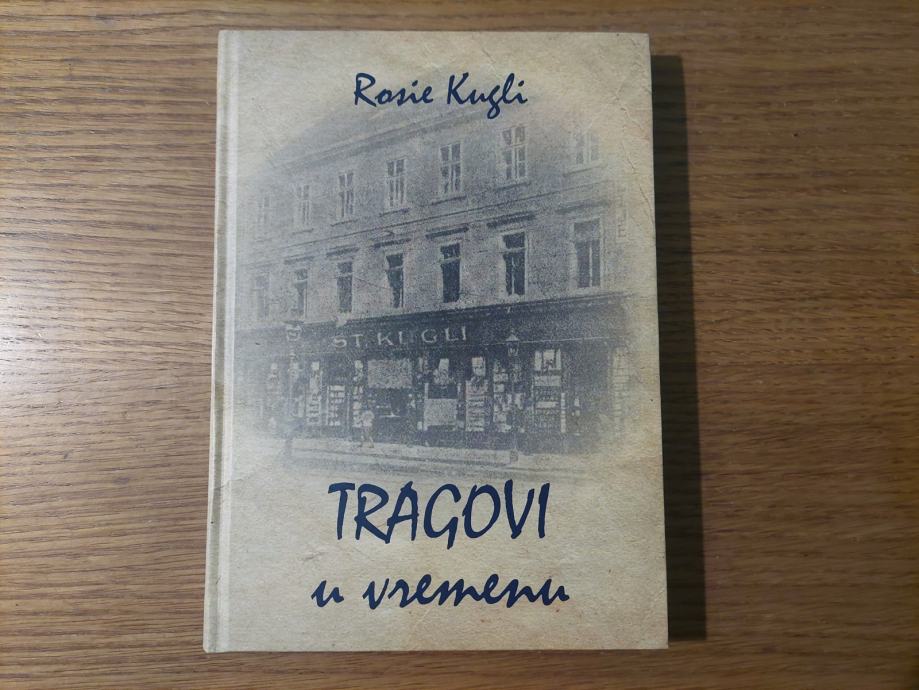 Rosie Kugli
ST. KUGLI
TRAGOVI
u vremenu